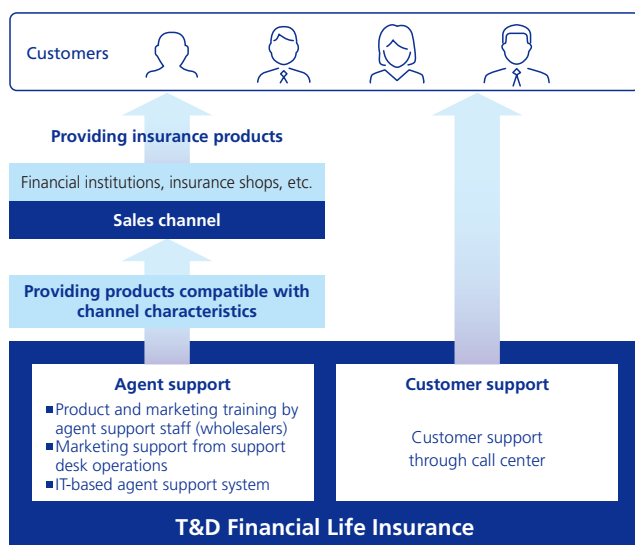 Customers
Providing insurance products
Financial institutions, insurance shops, etc.
Sales channel
Providing products compatible with
channel characteristics
Agent support
■Product and marketing training by
agent support staff (wholesalers)
■Marketing support from support
desk operations
■IT-based agent support system
Customer support
Customer support
through call center
T&D Financial Life Insurance